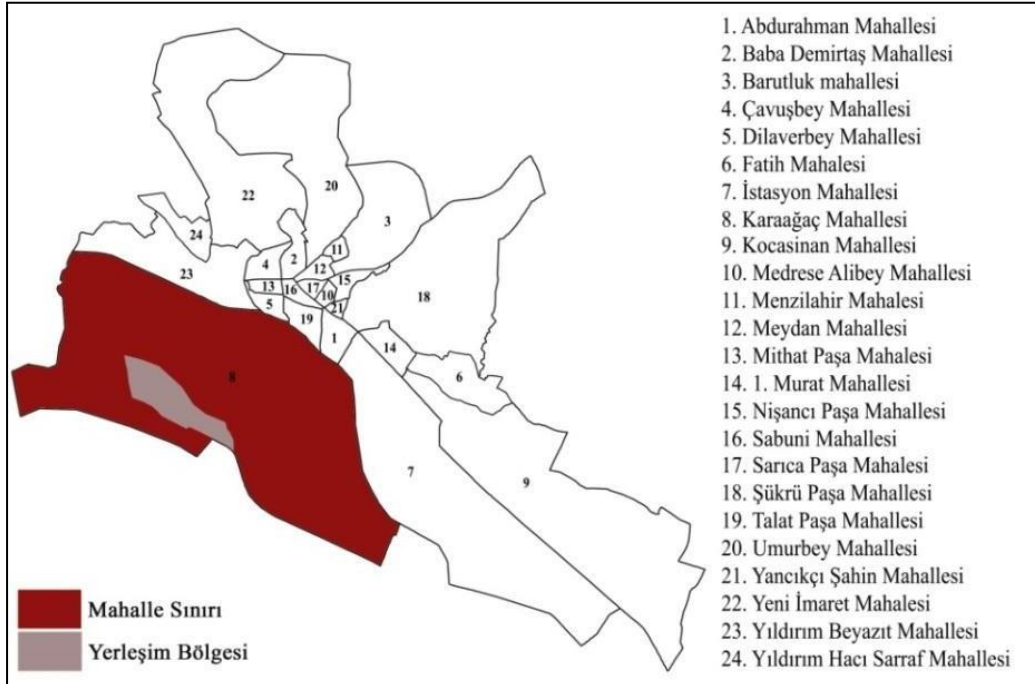 1. Abdurahman Mahallesi
2. Baba Demirtaş Mahallesi
3. Barutluk mahallesi
4. Çavuşbey Mahallesi
5. Dilaverbey Mahallesi
6. Fatih Mahalesi
7. İstasyon Mahallesi
8. Karaağaç Mahallesi
9. Kocasinan Mahallesi
10. Medrese Alibey Mahallesi
11. Menzilahir Mahalesi
12. Meydan Mahallesi
13. Mithat Paşa Mahalesi
14. 1. Murat Mahallesi
15. Nişancı Paşa Mahallesi
16. Sabuni Mahallesi
17. Sarıca Paşa Mahalesi
18. Şükrü Paşa Mahallesi
19. Talat Paşa Mahallesi
20. Umurbey Mahallesi
21. Yancıkçı Şahin Mahallesi
22. Yeni İmaret Mahalesi
23. Yıldırım Beyazıt Mahallesi
24. Yıldırım Hacı Sarraf Mahallesi
22
20
3
24
11
4
2
12
23
15
13
16
17
10
18
5
21
19
1
14
8
6
7
9
Mahalle Sınırı
Yerleşim Bölgesi